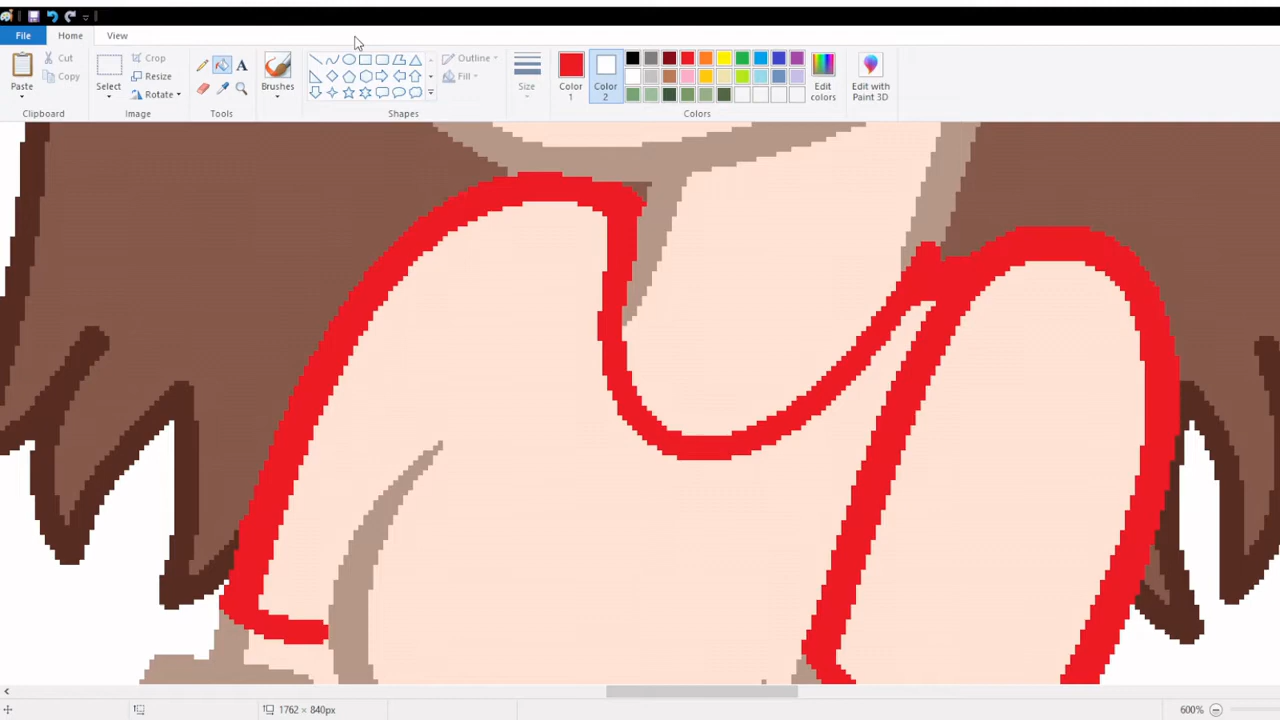 File Home View
Paste
Cut
Copy
Clipboard
Select
Crop
Resize
Rotate
Image
A
Tools
Brushes
Outline
Fill
Shapes
Size
Color
1
Color
2
Colors
Edit
colors
Edit with
Paint 3D
1762 × 840px
600%